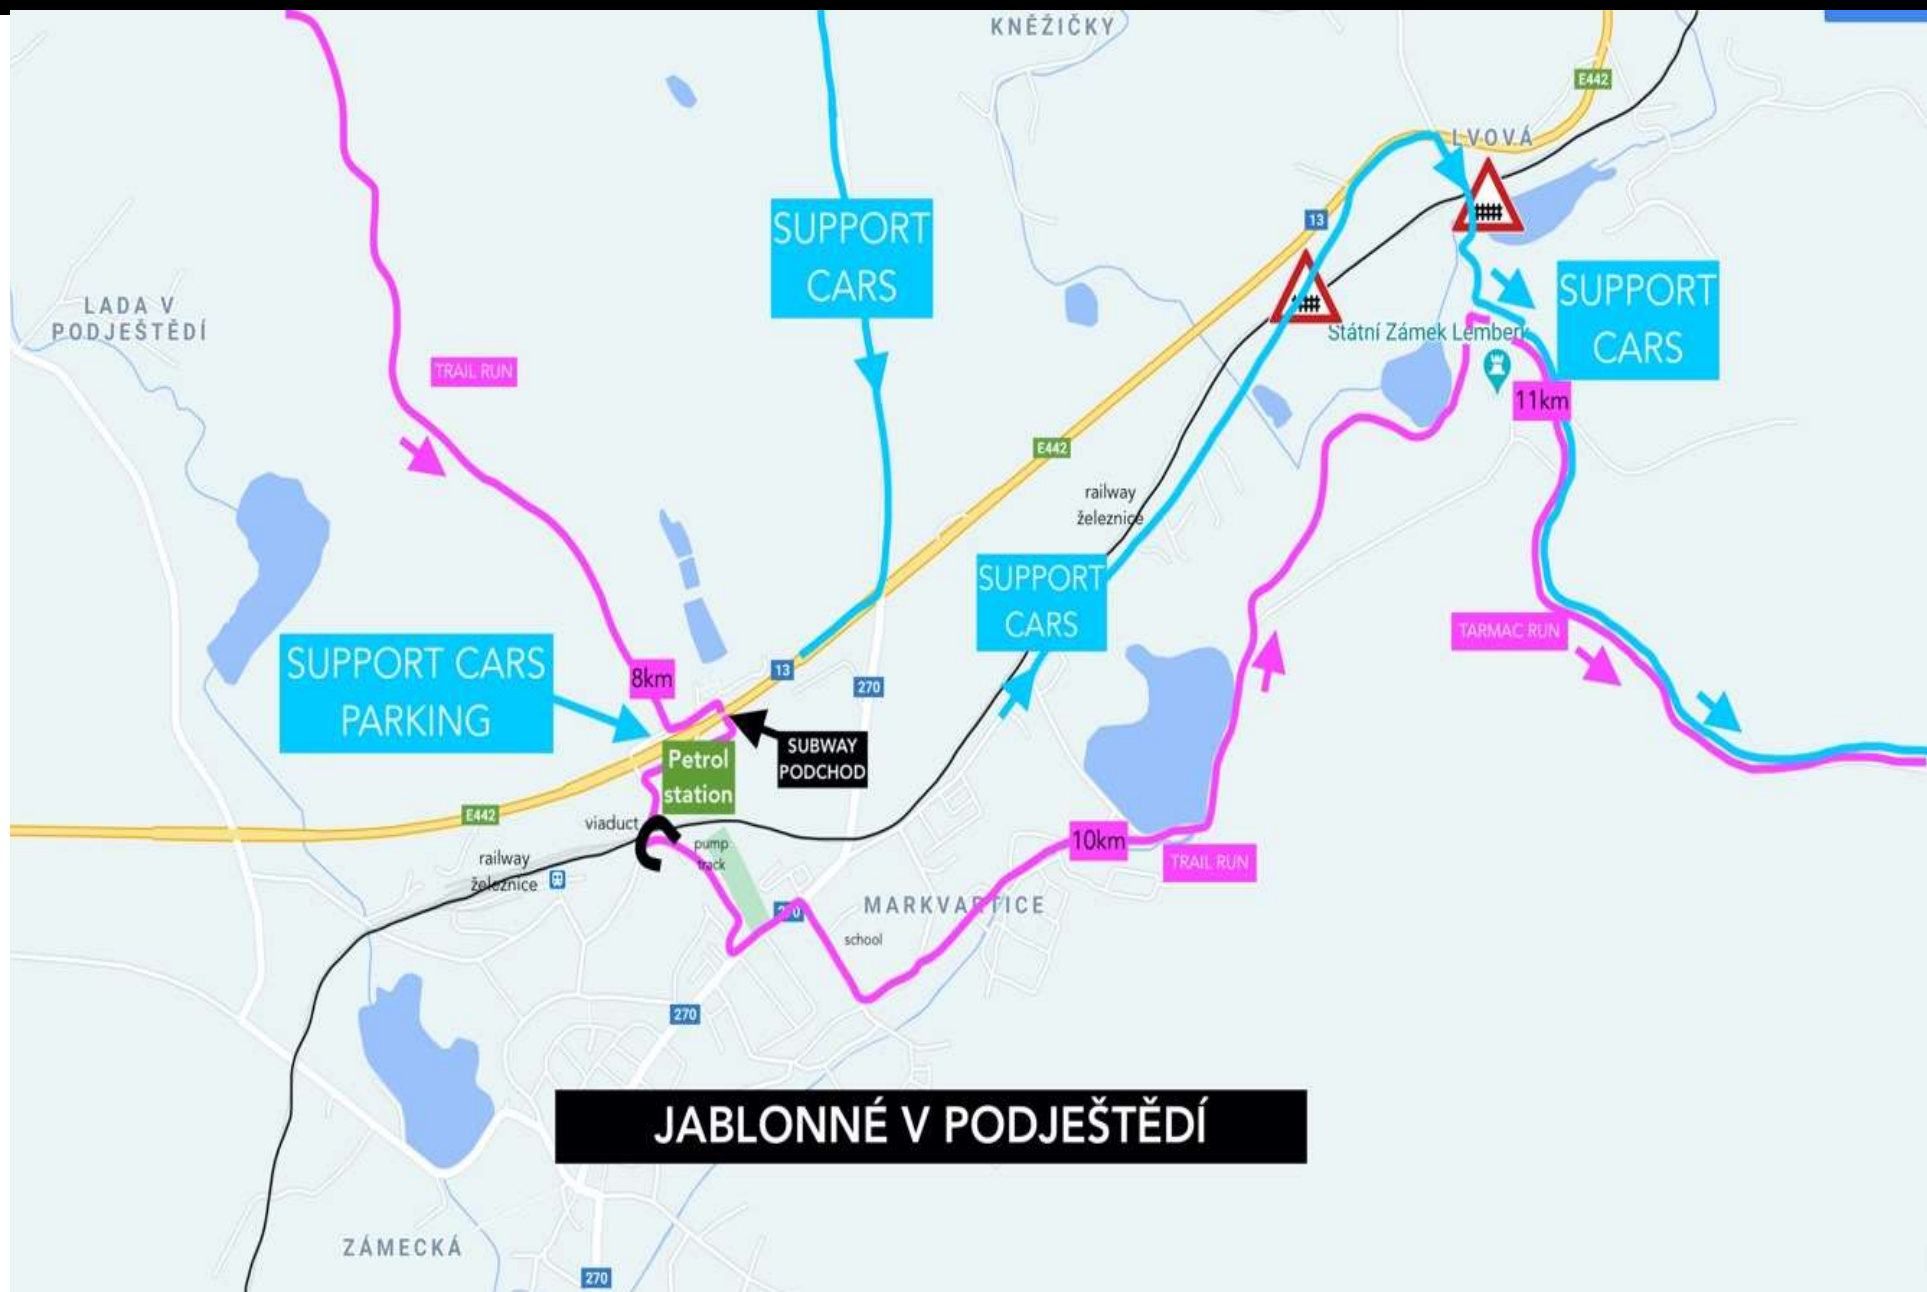 KNĚŽIČKY
E442
LVOVÁ
SUPPORT
CARS
13
SUPPORT
CARS
LADA V
PODJEŠTĚDÍ
Státní Zámek Lemberk
TRAIL RUN
11km
E442
railway
železnice
SUPPORT
CARS
TARMAC RUN
SUPPORT CARS
PARKING
8km
13
270
SUBWAY
PODCHOD
Petrol
station
E442
viaduct
pump
track
railway
železnice
10km
TRAIL RUN
270
MARKVARTICE
school
270
JABLONNÉ V PODJEŠTĚDÍ
ZÁMECKÁ
270